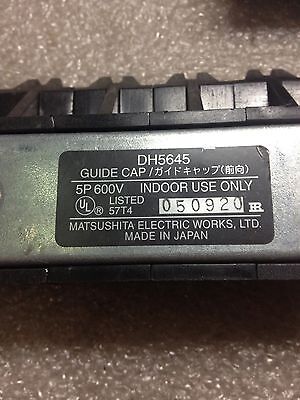 DH5645
GUIDE CAP/ガイドキャップ(前向)
5P 600V INDOOR USE ONLY
UL ® LISTED
57T4 050920
MATSUSHITA ELECTRIC WORKS, LTD.
MADE IN JAPAN